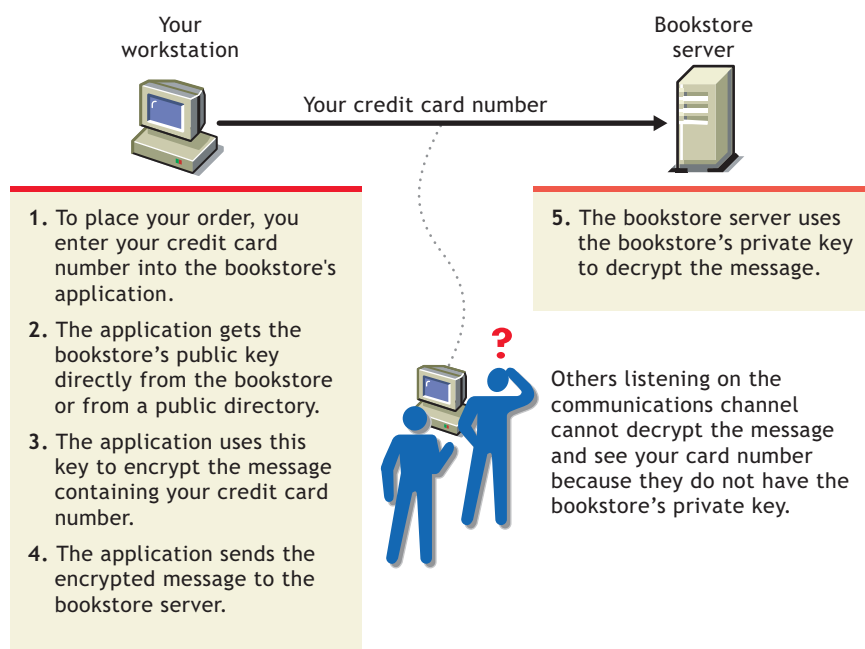 Your
workstation
Bookstore
server
Your credit card number
1. To place your order, you
enter your credit card
number into the bookstore's
application.
2. The application gets the
bookstore’s public key
directly from the bookstore
or from a public directory.
3. The application uses this
key to encrypt the message
containing your credit card
number.
4. The application sends the
encrypted message to the
bookstore server.
5. The bookstore server uses
the bookstore’s private key
to decrypt the message.
?
Others listening on the
communications channel
cannot decrypt the message
and see your card number
because they do not have the
bookstore’s private key.